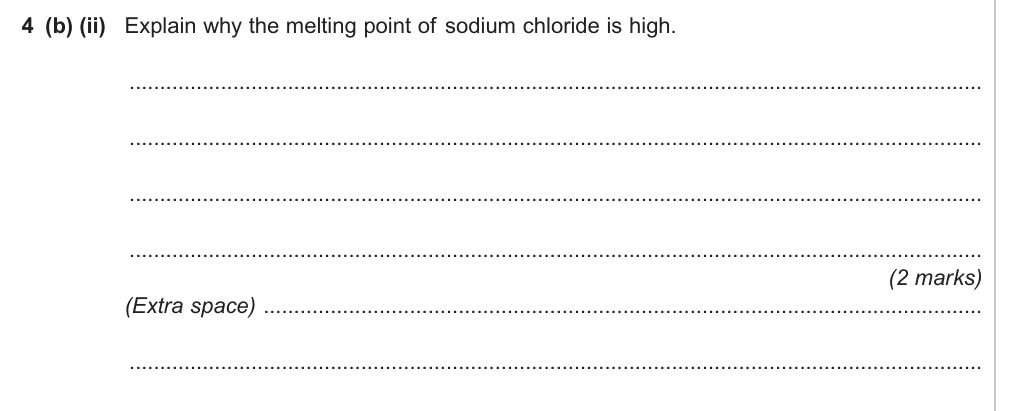 4 (b) (ii) Explain why the melting point of sodium chloride is high.
(2 marks)
(Extra space)